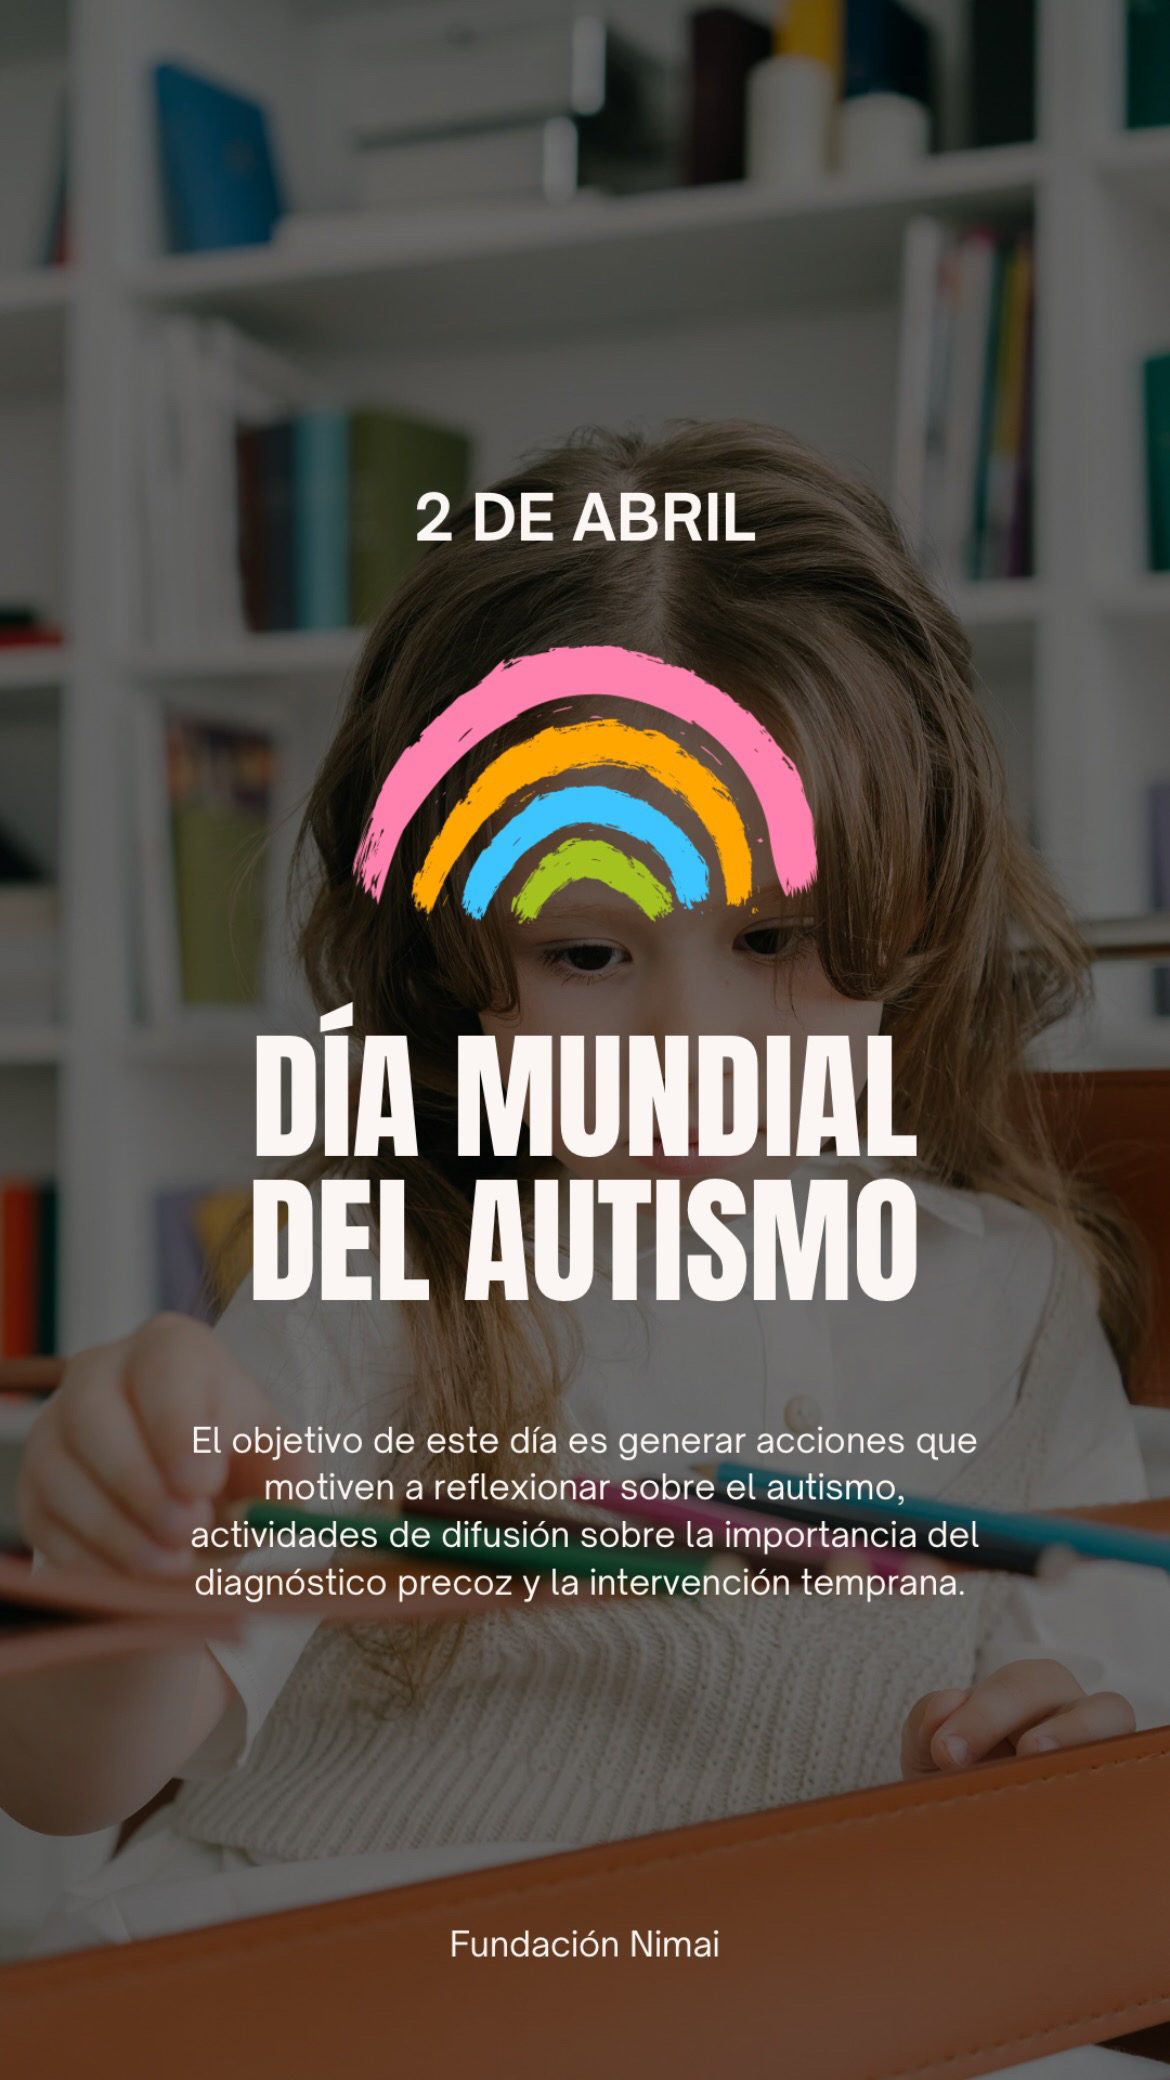 2 DE ABRIL
DÍA MUNDIAL
DEL AUTISMO
El objetivo de este día es generar acciones que
motiven a reflexionar sobre el autismo,
actividades de difusión sobre la importancia del
diagnóstico precoz y la intervención temprana.
Fundación Nimai